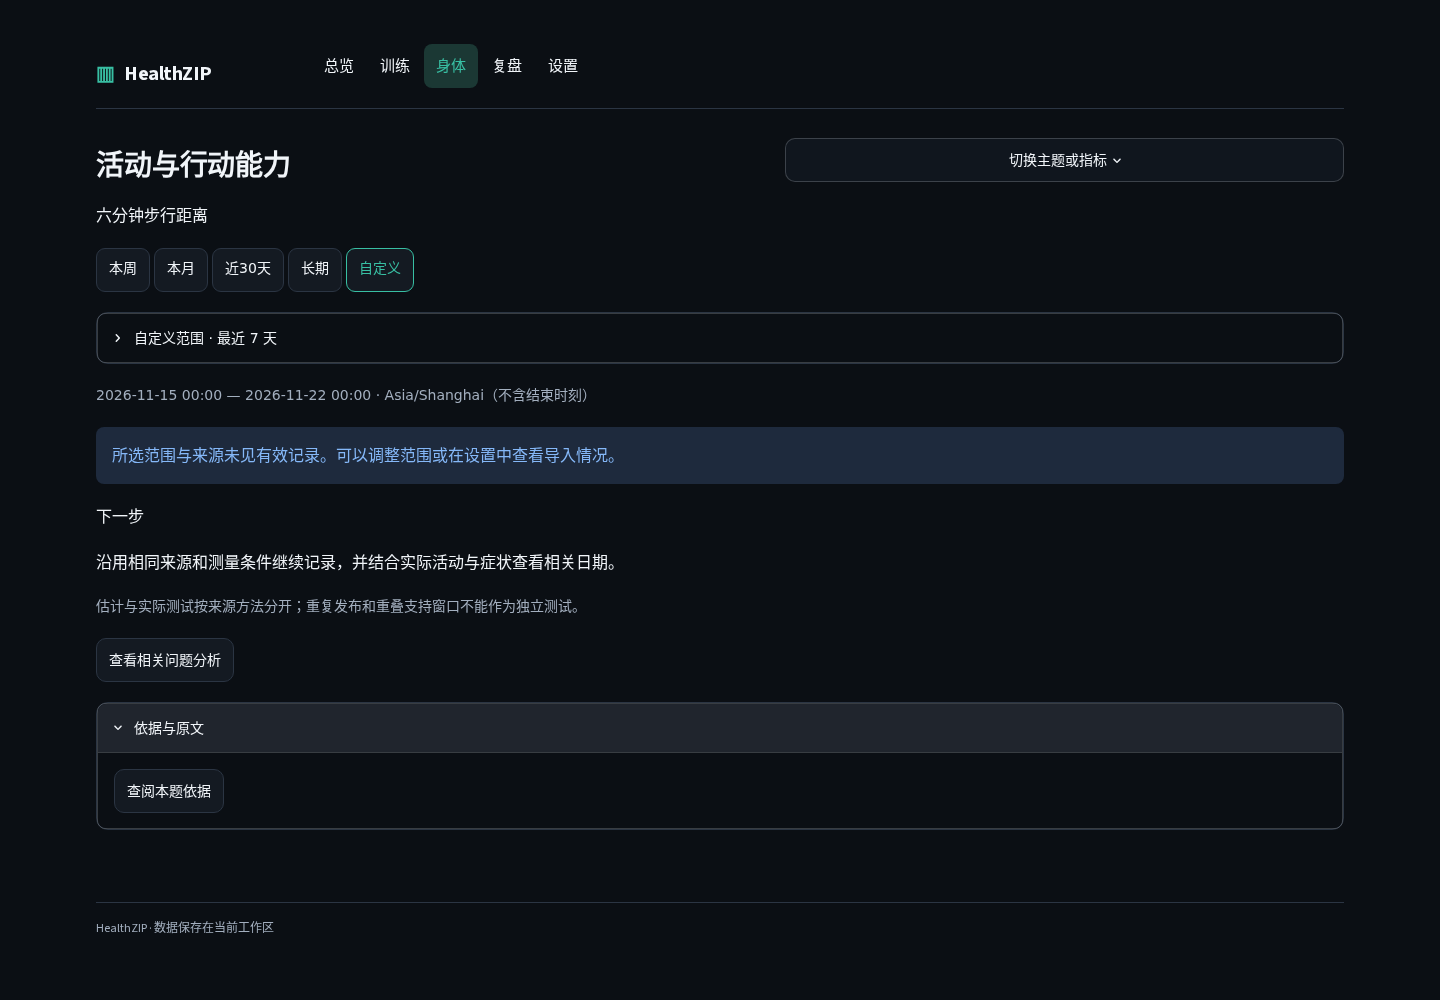 HealthZIP
总览 训练 身体 复盘 设置
活动与行动能力
切换主题或指标
六分钟步行距离
本周 本月 近30天 长期 自定义
自定义范围 · 最近 7 天
2026-11-15 00:00 — 2026-11-22 00:00 · Asia/Shanghai（不含结束时刻）
所选范围与来源未见有效记录。可以调整范围或在设置中查看导入情况。
下一步
沿用相同来源和测量条件继续记录，并结合实际活动与症状查看相关日期。
估计与实际测试按来源方法分开；重复发布和重叠支持窗口不能作为独立测试。
查看相关问题分析
依据与原文
查阅本题依据
HealthZIP · 数据保存在当前工作区